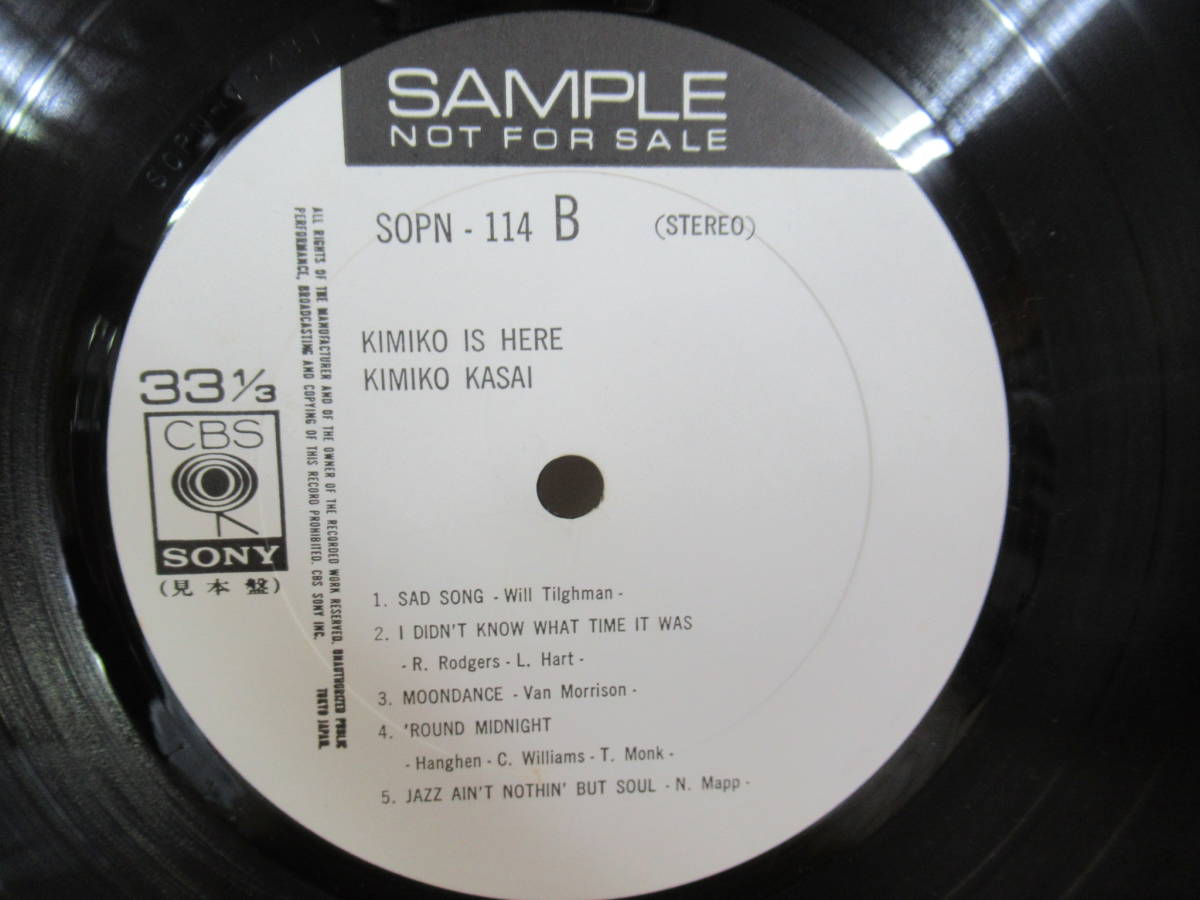 SAMPLE
NOT FOR SALE
SOPN - 114 B (STEREO)
KIMIKO IS HERE
KIMIKO KASAI
33 1/3
CBS
SONY
(見本盤)
ALL RIGHTS OF THE MANUFACTURER AND OF THE OWNER OF THE RECORDED WORK RESERVED. UNAUTHORIZED PUBLIC
PERFORMANCE, BROADCASTING AND COPYING OF THIS RECORD PROHIBITED. CBS SONY INC. TOKYO JAPAN.
1. SAD SONG - Will Tilghman -
2. I DIDN'T KNOW WHAT TIME IT WAS
- R. Rodgers - L. Hart -
3. MOONDANCE - Van Morrison -
4. 'ROUND MIDNIGHT
- Hanghen - C. Williams - T. Monk -
5. JAZZ AIN'T NOTHIN' BUT SOUL - N. Mapp -